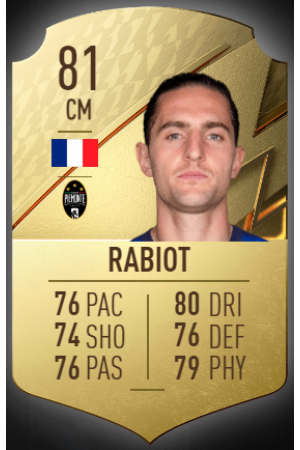 81
CM
PIEMONTE
RABIOT
76 PAC 80 DRI
74 SHO 76 DEF
76 PAS 79 PHY